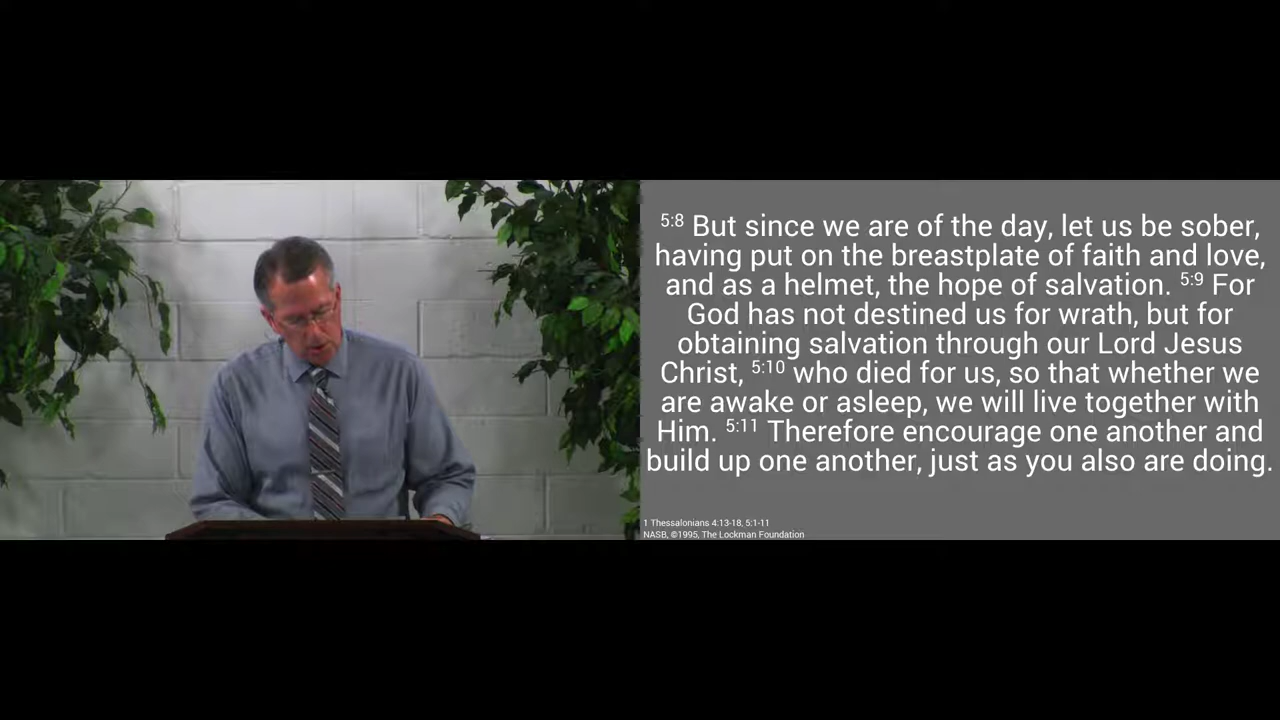 5:8 But since we are of the day, let us be sober,
having put on the breastplate of faith and love,
and as a helmet, the hope of salvation. 5:9 For
God has not destined us for wrath, but for
obtaining salvation through our Lord Jesus
Christ, 5:10 who died for us, so that whether we
are awake or asleep, we will live together with
Him. 5:11 Therefore encourage one another and
build up one another, just as you also are doing.
1 Thessalonians 4:13-18, 5:1-11
NASB, ©1995, The Lockman Foundation